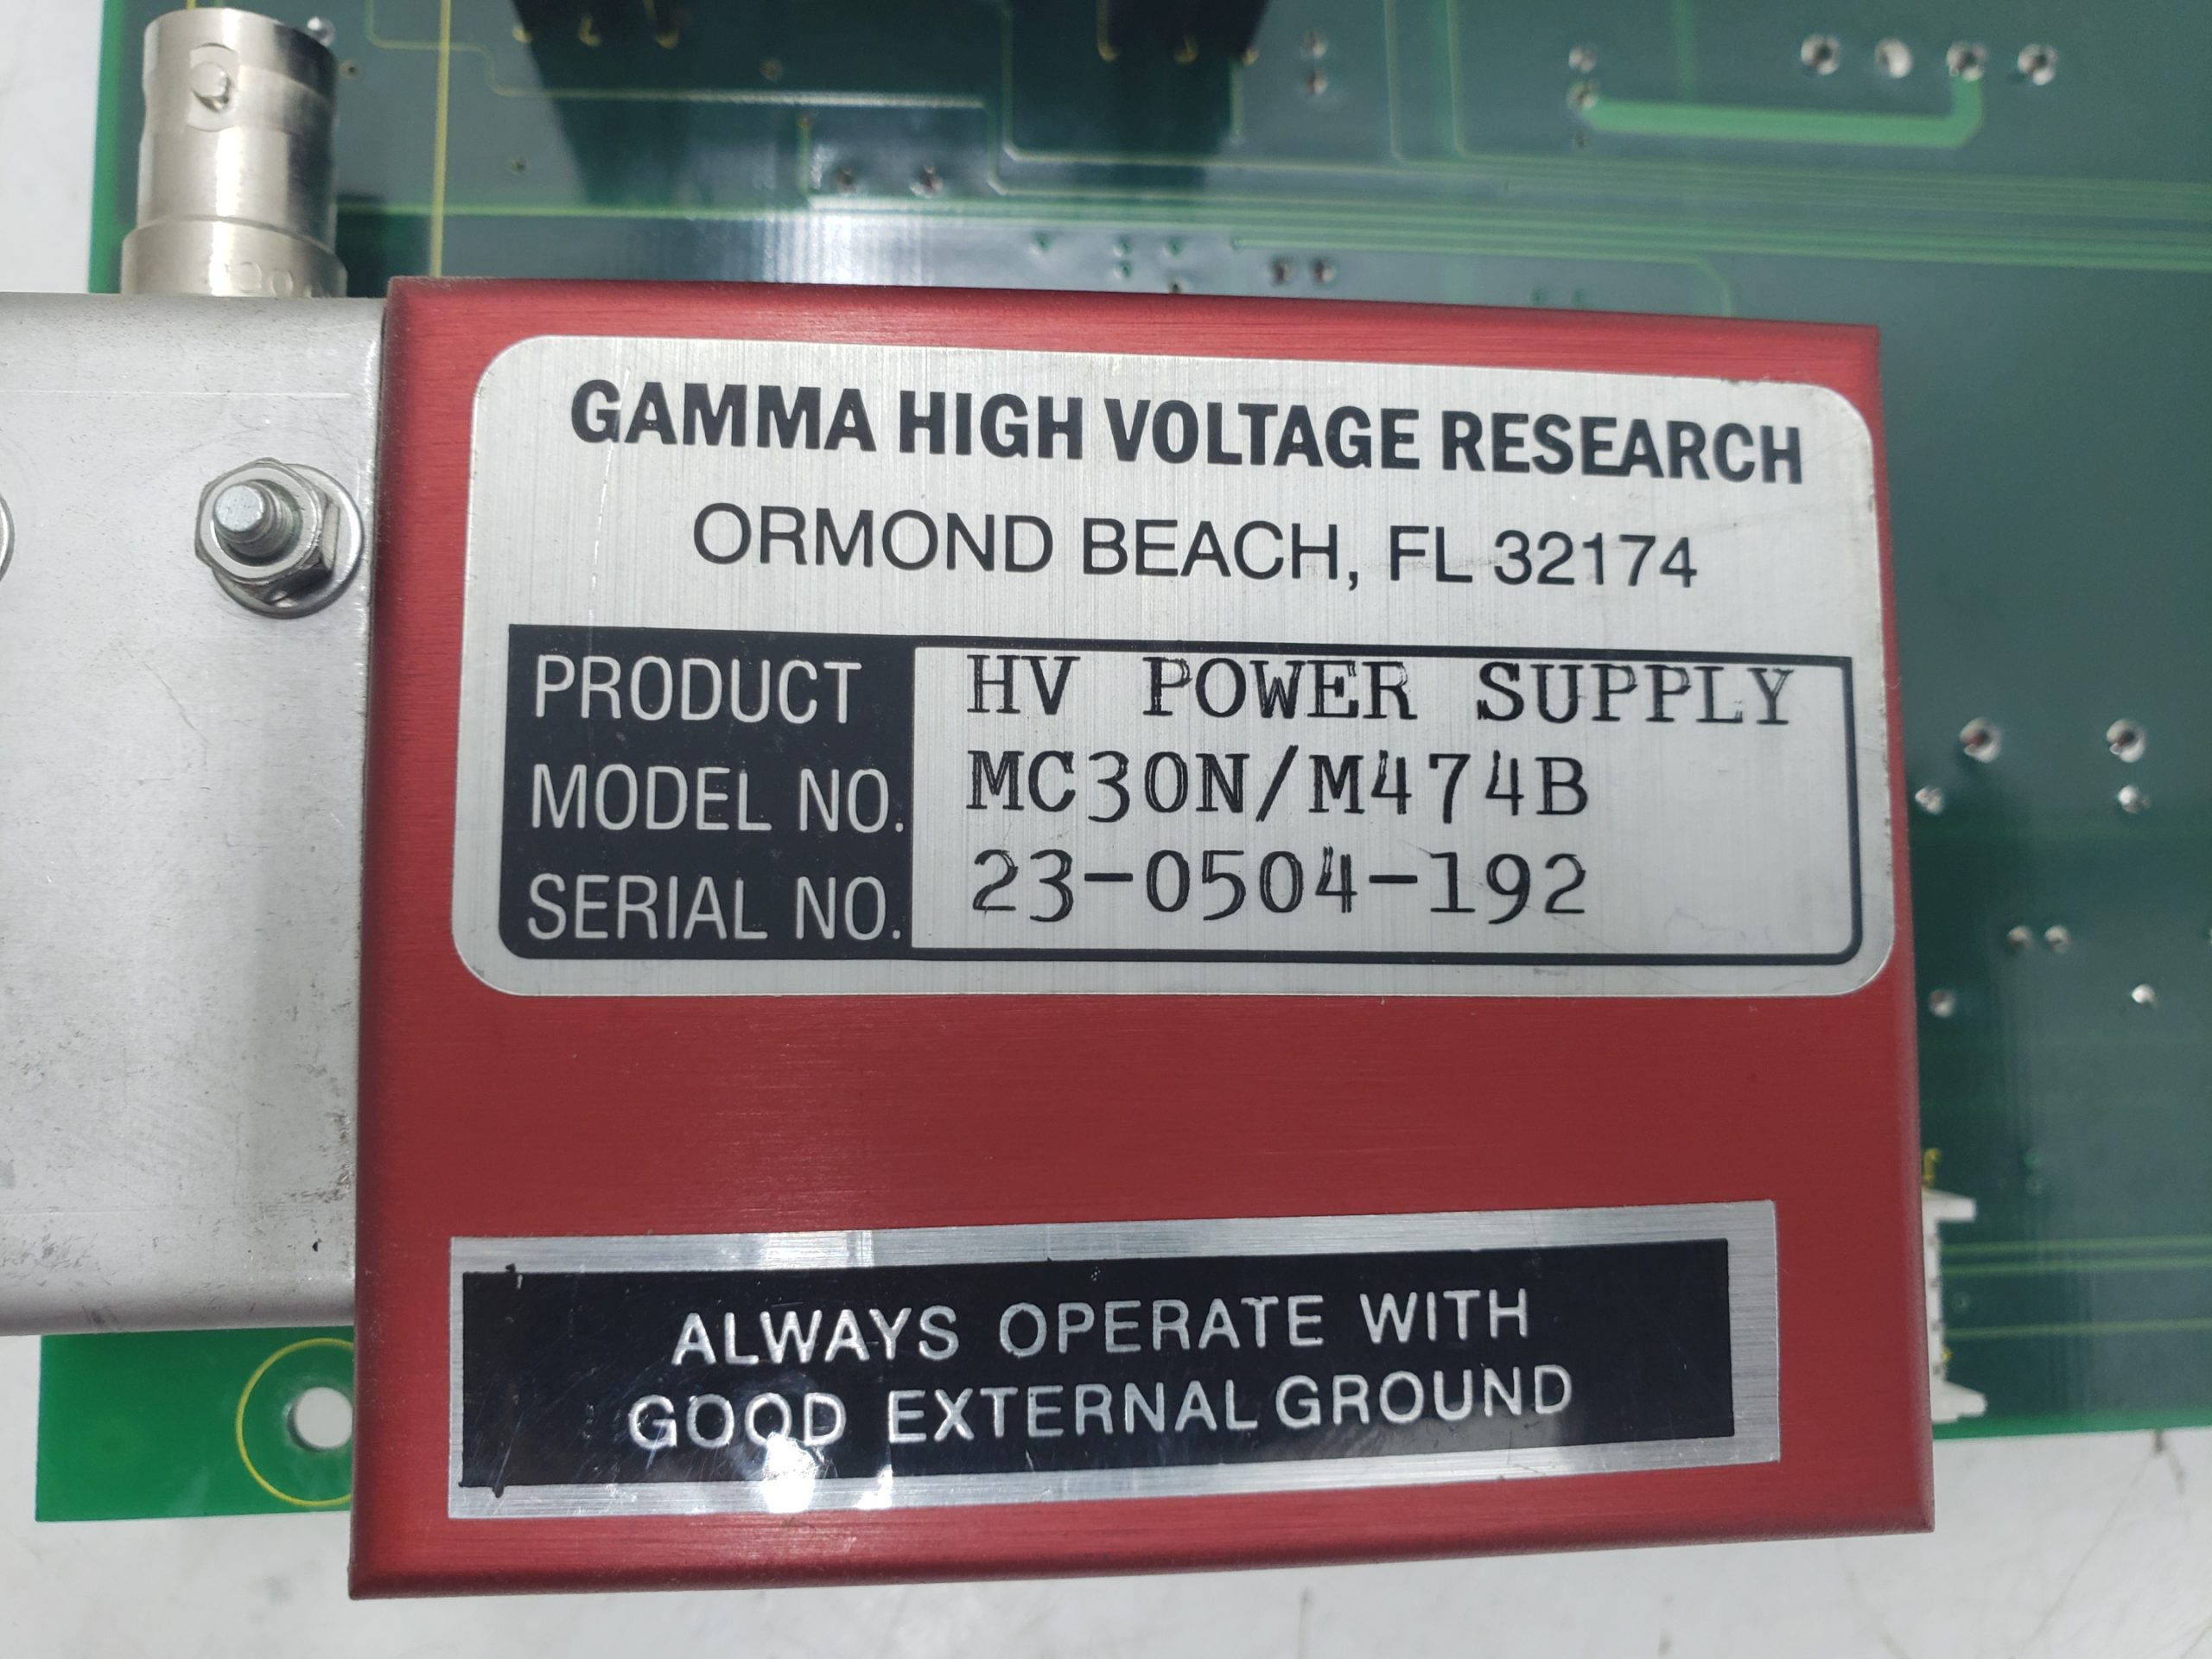 GAMMA HIGH VOLTAGE RESEARCH
ORMOND BEACH, FL 32174
PRODUCT HV POWER SUPPLY
MODEL NO. MC30N/M474B
SERIAL NO. 23-0504-192
ALWAYS OPERATE WITH
GOOD EXTERNAL GROUND